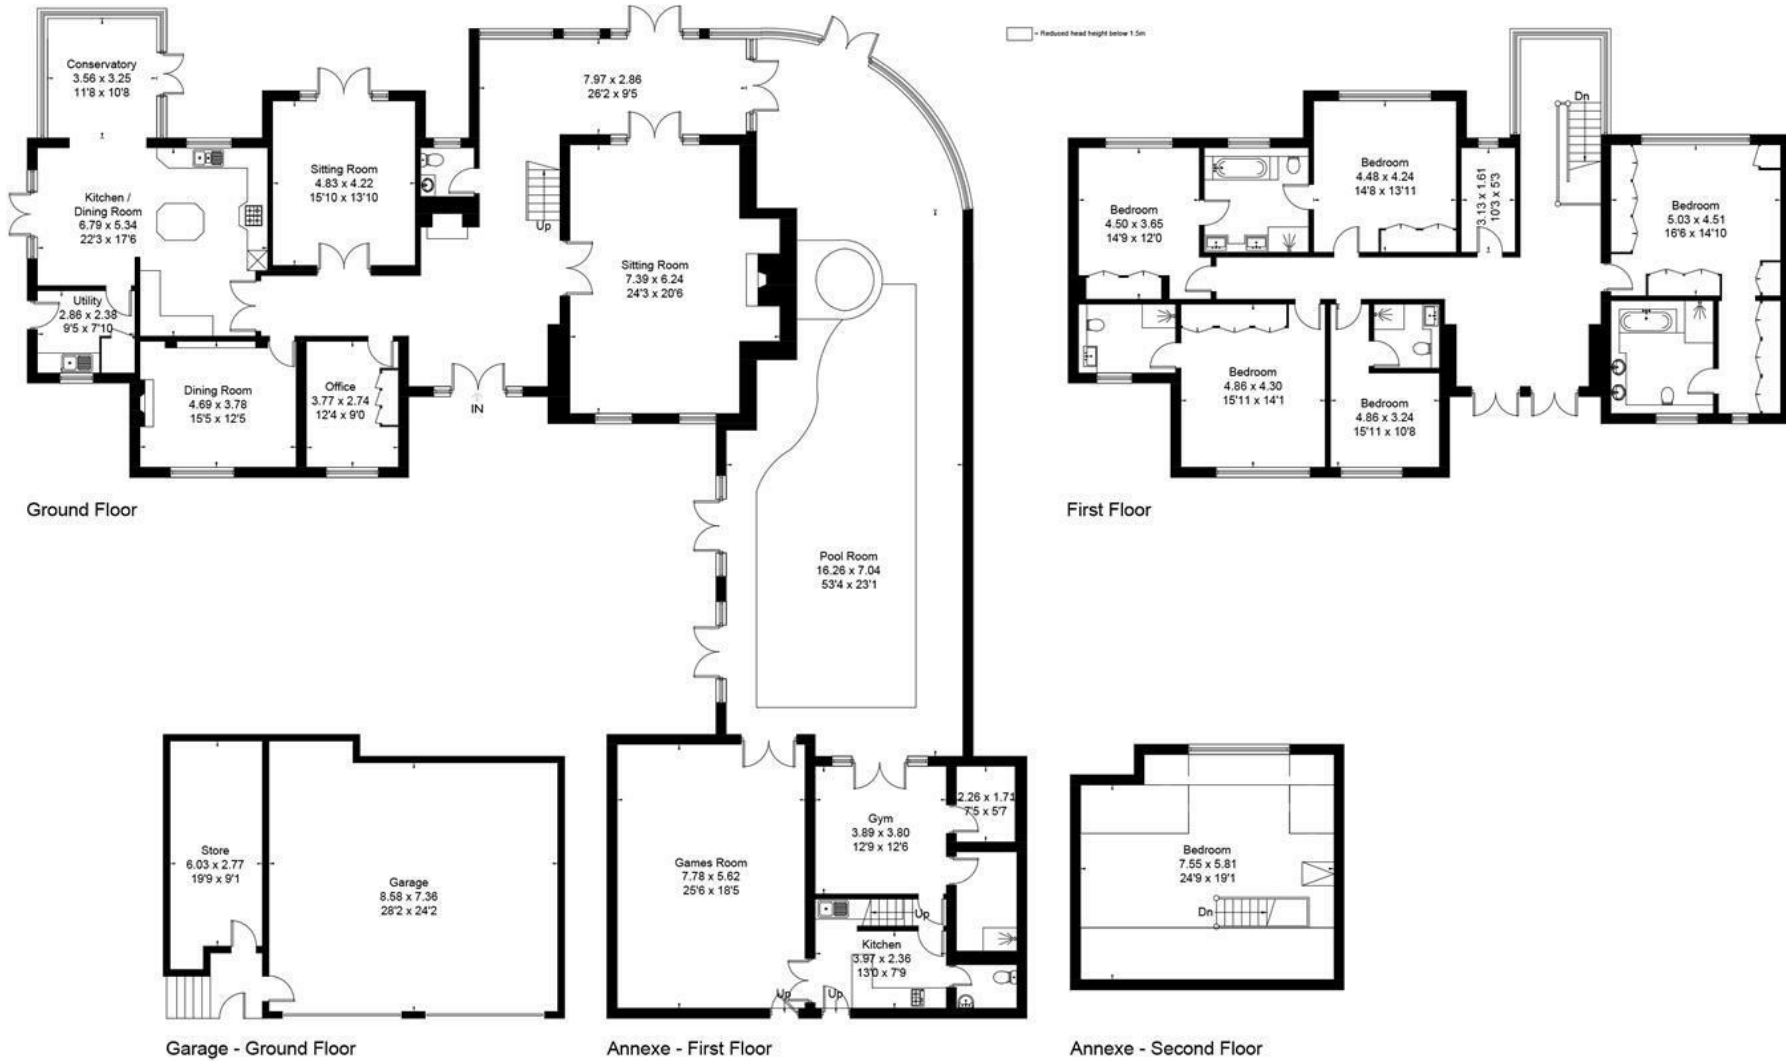 Conservatory
3.56 x 3.25
11'8 x 10'8
Kitchen /
Dining Room
6.79 x 5.34
22'3 x 17'6
Utility
2.86 x 2.38
9'5 x 7'10
Sitting Room
4.83 x 4.22
15'10 x 13'10
7.97 x 2.86
26'2 x 9'5
Up
Sitting Room
7.39 x 6.24
24'3 x 20'6
Dining Room
4.69 x 3.78
15'5 x 12'5
Office
3.77 x 2.74
12'4 x 9'0
IN
Ground Floor
Pool Room
16.26 x 7.04
53'4 x 23'1
= Reduced head height below 1.5m
Bedroom
4.50 x 3.65
14'9 x 12'0
Bedroom
4.48 x 4.24
14'8 x 13'11
3.13 x 1.61
10'3 x 5'3
Dn
Bedroom
5.03 x 4.51
16'6 x 14'10
Bedroom
4.86 x 4.30
15'11 x 14'1
Bedroom
4.86 x 3.24
15'11 x 10'8
First Floor
Store
6.03 x 2.77
19'9 x 9'1
Garage
8.58 x 7.36
28'2 x 24'2
Garage - Ground Floor
Games Room
7.78 x 5.62
25'6 x 18'5
Gym
3.89 x 3.80
12'9 x 12'6
2.26 x 1.71
7'5 x 5'7
Up
Kitchen
3.97 x 2.36
13'0 x 7'9
Up
Up
Annexe - First Floor
Bedroom
7.55 x 5.81
24'9 x 19'1
Dn
Annexe - Second Floor